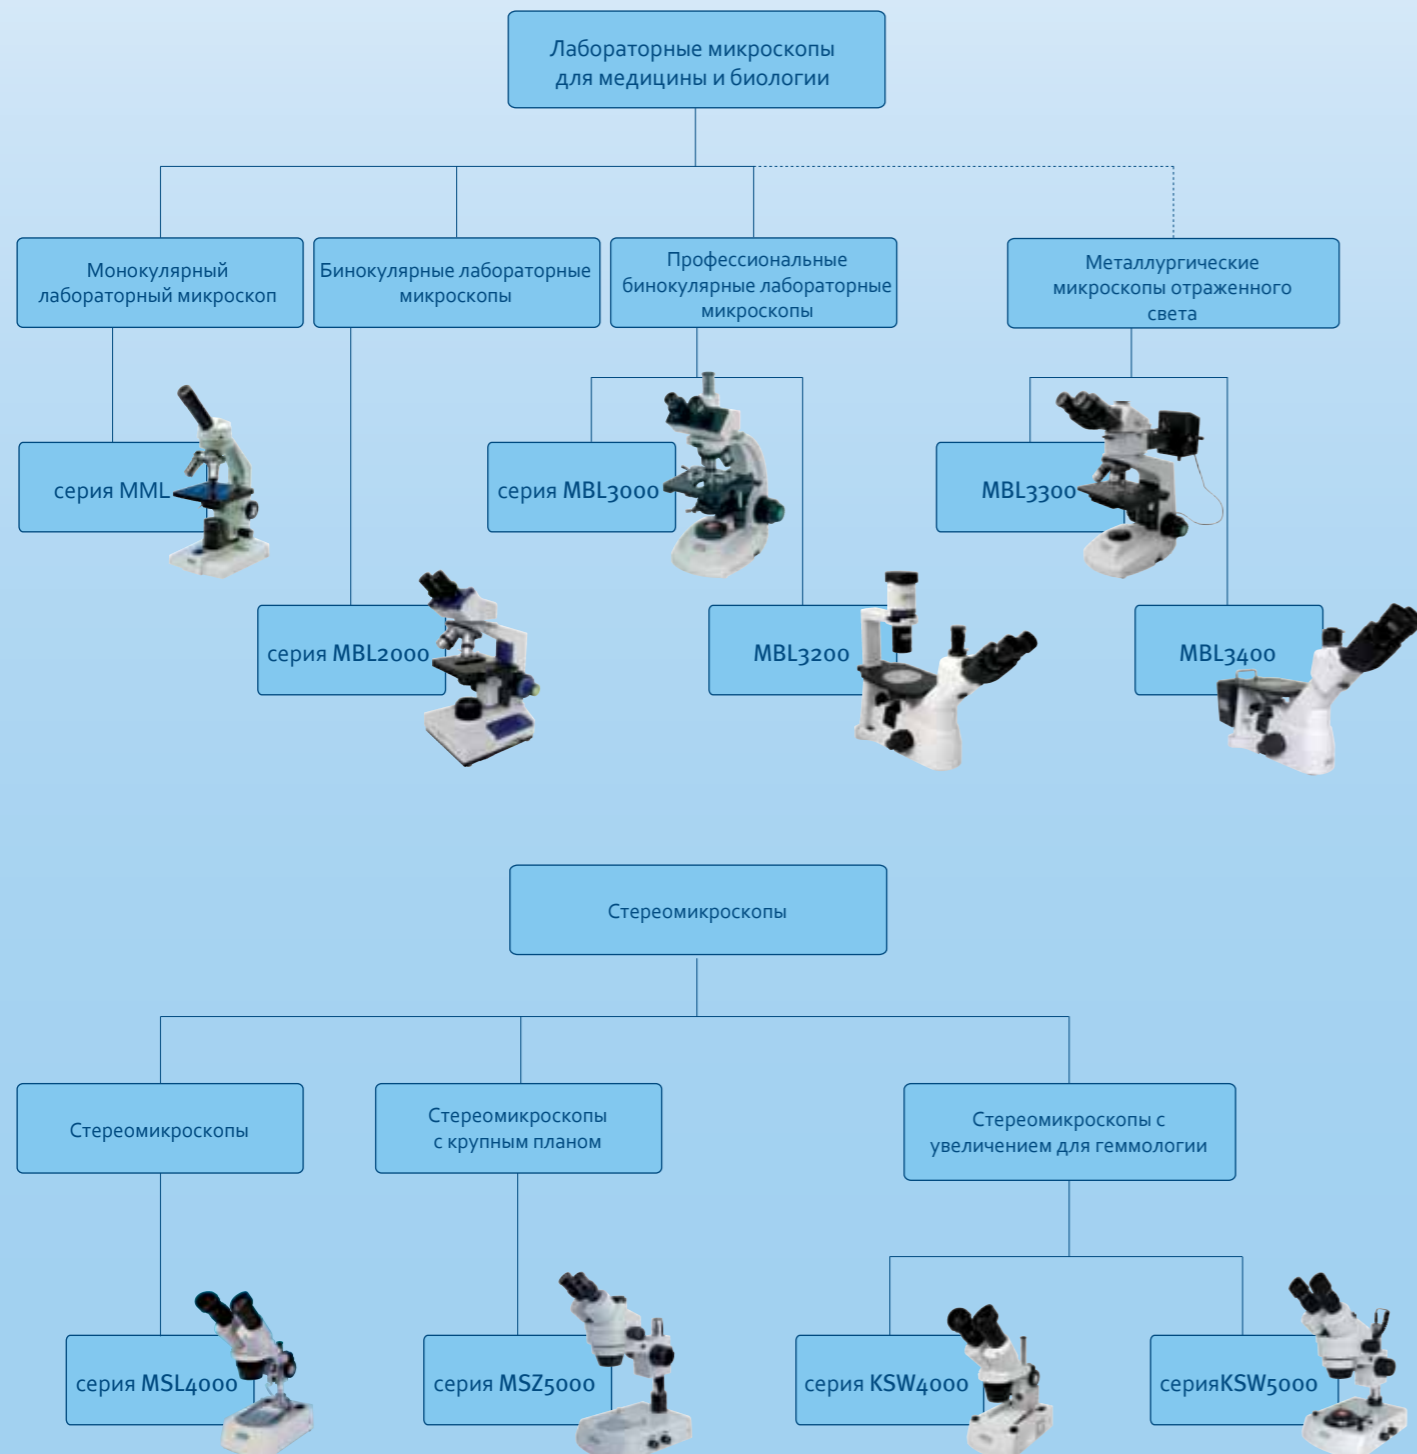 Лабораторные микроскопы
для медицины и биологии
Монокулярный
лабораторный микроскоп
Бинокулярные лабораторные
микроскопы
Профессиональные
бинокулярные лабораторные
микроскопы
Металлургические
микроскопы отраженного
света
серия MML
серия MBL3000
MBL3300
серия MBL2000
MBL3200
MBL3400
Стереомикроскопы
Стереомикроскопы
Стереомикроскопы
с крупным планом
Стереомикроскопы с
увеличением для геммологии
серия MSL4000
серия MSZ5000
серия KSW4000
серияKSW5000